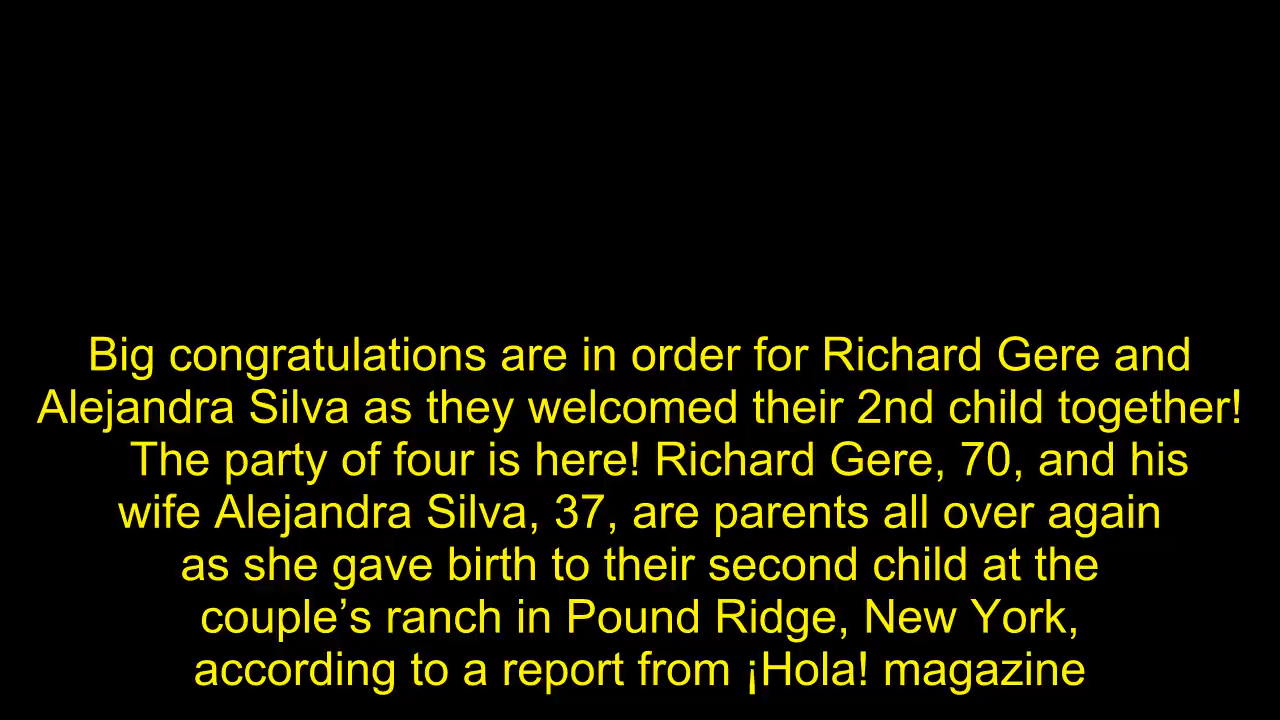 Big congratulations are in order for Richard Gere and
Alejandra Silva as they welcomed their 2nd child together!
The party of four is here! Richard Gere, 70, and his
wife Alejandra Silva, 37, are parents all over again
as she gave birth to their second child at the
couple’s ranch in Pound Ridge, New York,
according to a report from ¡Hola! magazine